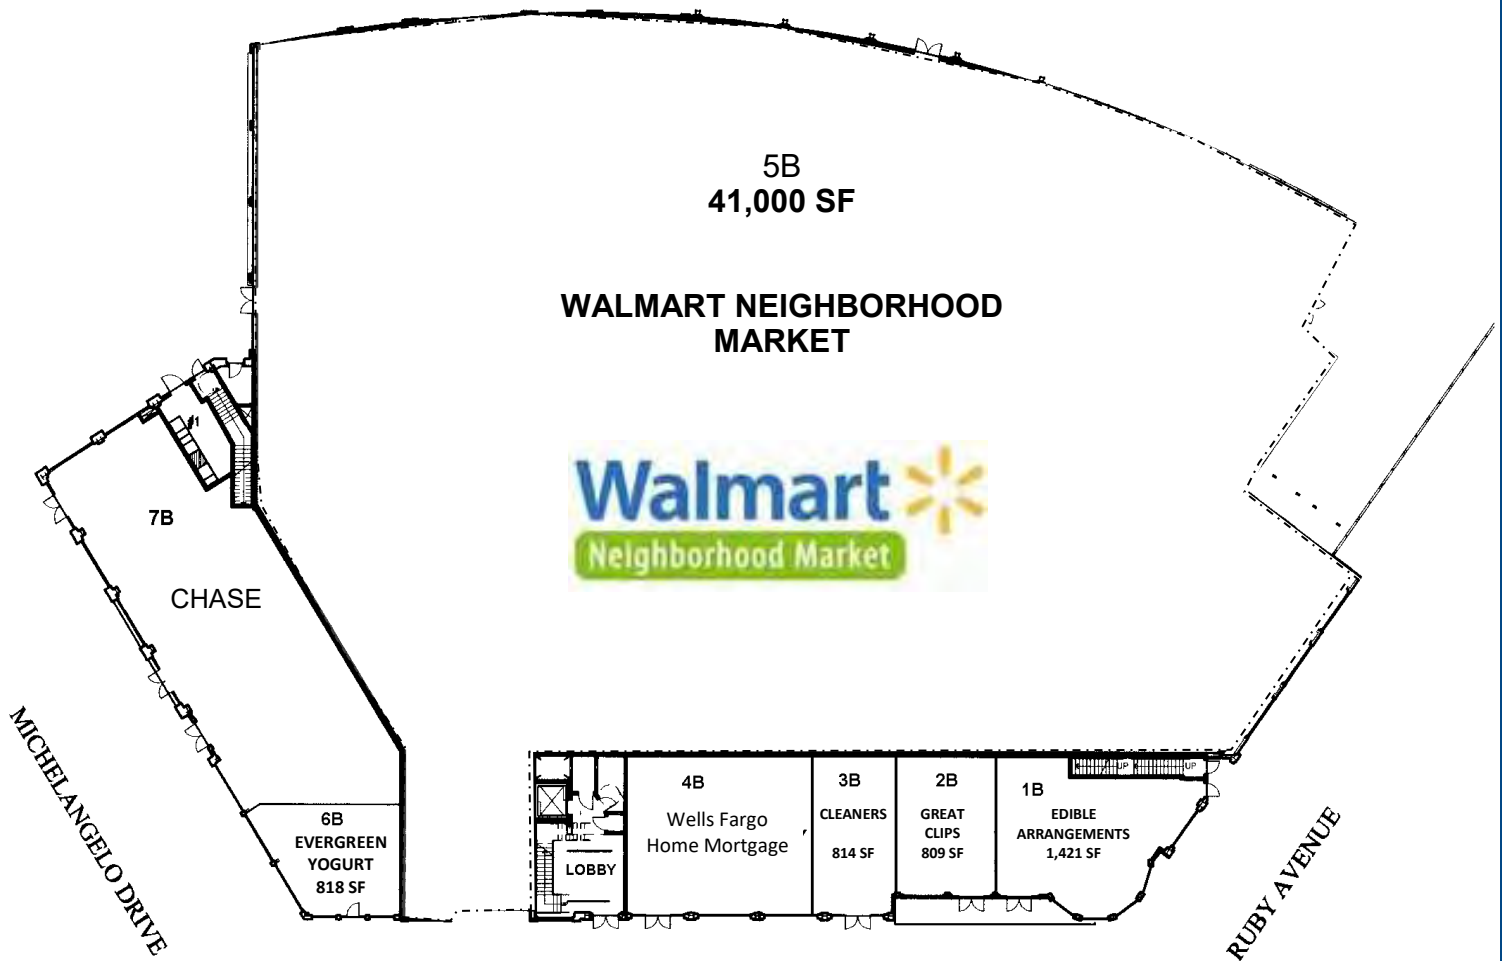 5B
41,000 SF
WALMART NEIGHBORHOOD
MARKET
Walmart
Neighborhood Market
#1
7B
CHASE
MICHELANGELO DRIVE
6B
EVERGREEN
YOGURT
818 SF
LOBBY
4B
Wells Fargo
Home Mortgage
3B
CLEANERS
814 SF
2B
GREAT
CLIPS
809 SF
UP
UP
1B
EDIBLE
ARRANGEMENTS
1,421 SF
RUBY AVENUE